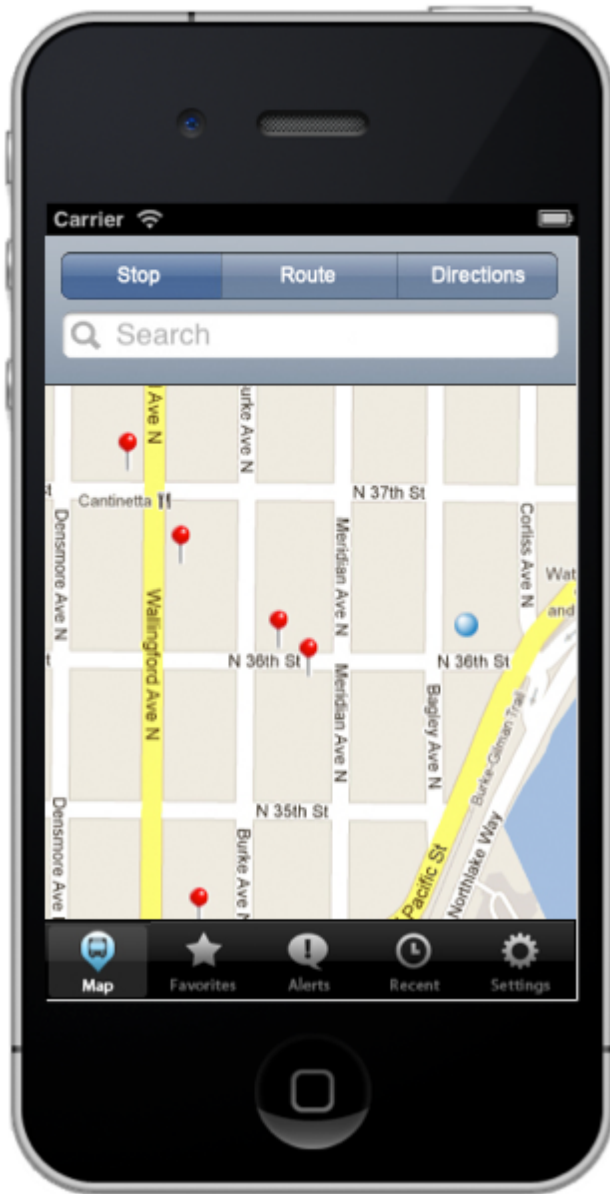 Carrier
Stop Route Directions
Search
Ave N
urke Ave N
N 37th St
Cantinetta
Densmore Ave N
Meridian Ave N
Corliss Ave N
Wat
and
Wallingford Ave N
N 36th St
N 36th St
Meridian Ave N
Bagley Ave N
Burke-Gilman Trail
Densmore Ave
N 35th St
Burke Ave N
Pacific St
Northlake Way
Map Favorites Alerts Recent Settings